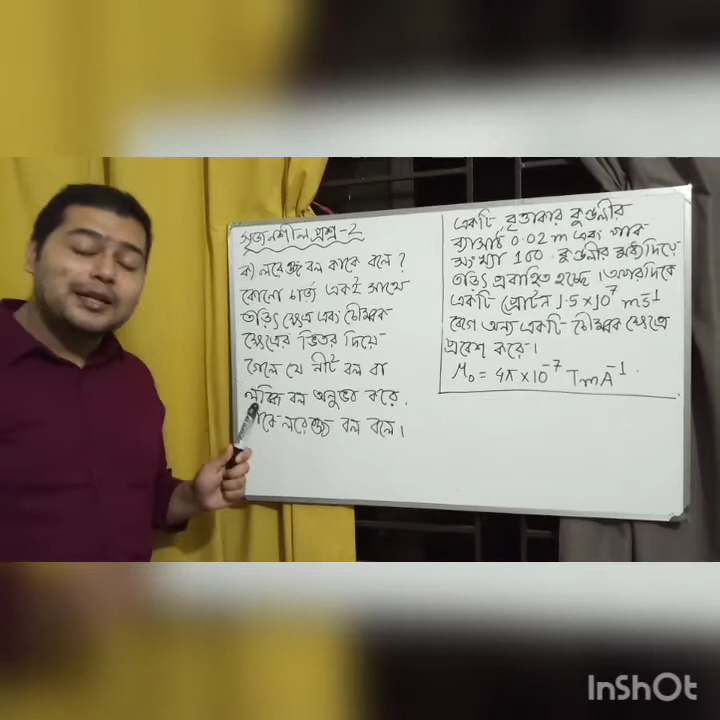 সৃজনশীল প্রশ্ন-2
ক) লরেঞ্জ বল কাকে বলে ?
কোনো চার্জ একই সাথে
তড়িৎ ক্ষেত্র এবং চৌম্বক
ক্ষেত্রের ভিতর দিয়ে
গেলে যে নীট বল বা
লব্ধি বল অনুভব করে
কে লরেঞ্জ বল বলে।
একটি বৃত্তাকার কুণ্ডলীর
ব্যাসার্ধ 0.02 m এবং পাক
সংখ্যা 100. কুণ্ডলীর মধ্যদিয়ে
তড়িৎ প্রবাহিত হচ্ছে। অপরদিকে
একটি প্রোটন 1.5×10⁷ ms⁻¹
বেগে অন্য একটি চৌম্বক ক্ষেত্রে
প্রবেশ করে।
μ₀ = 4π×10⁻⁷ TmA⁻¹.
InShOt